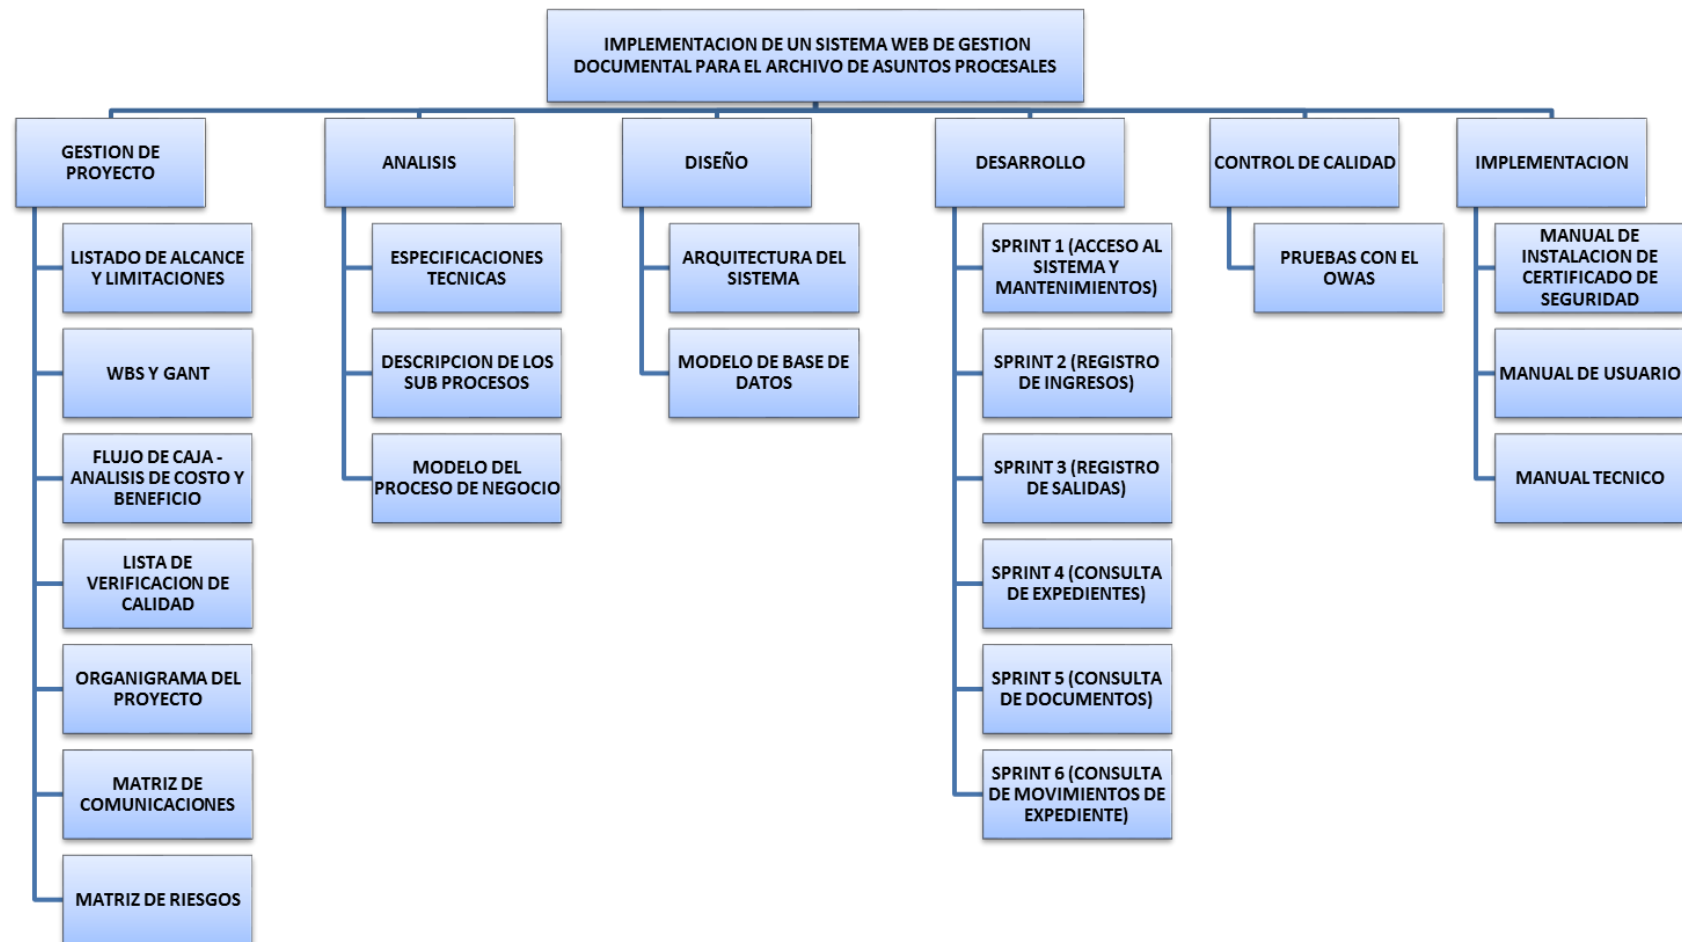 IMPLEMENTACION DE UN SISTEMA WEB DE GESTION
DOCUMENTAL PARA EL ARCHIVO DE ASUNTOS PROCESALES
GESTION DE
PROYECTO
LISTADO DE ALCANCE
Y LIMITACIONES
WBS Y GANT
FLUJO DE CAJA -
ANALISIS DE COSTO Y
BENEFICIO
LISTA DE
VERIFICACION DE
CALIDAD
ORGANIGRAMA DEL
PROYECTO
MATRIZ DE
COMUNICACIONES
MATRIZ DE RIESGOS
ANALISIS
ESPECIFICACIONES
TECNICAS
DESCRIPCION DE LOS
SUB PROCESOS
MODELO DEL
PROCESO DE NEGOCIO
DISEÑO
ARQUITECTURA DEL
SISTEMA
MODELO DE BASE DE
DATOS
DESARROLLO
SPRINT 1 (ACCESO AL
SISTEMA Y
MANTENIMIENTOS)
SPRINT 2 (REGISTRO
DE INGRESOS)
SPRINT 3 (REGISTRO
DE SALIDAS)
SPRINT 4 (CONSULTA
DE EXPEDIENTES)
SPRINT 5 (CONSULTA
DE DOCUMENTOS)
SPRINT 6 (CONSULTA
DE MOVIMIENTOS DE
EXPEDIENTE)
CONTROL DE CALIDAD
PRUEBAS CON EL
OWAS
IMPLEMENTACION
MANUAL DE
INSTALACION DE
CERTIFICADO DE
SEGURIDAD
MANUAL DE USUARIO
MANUAL TECNICO